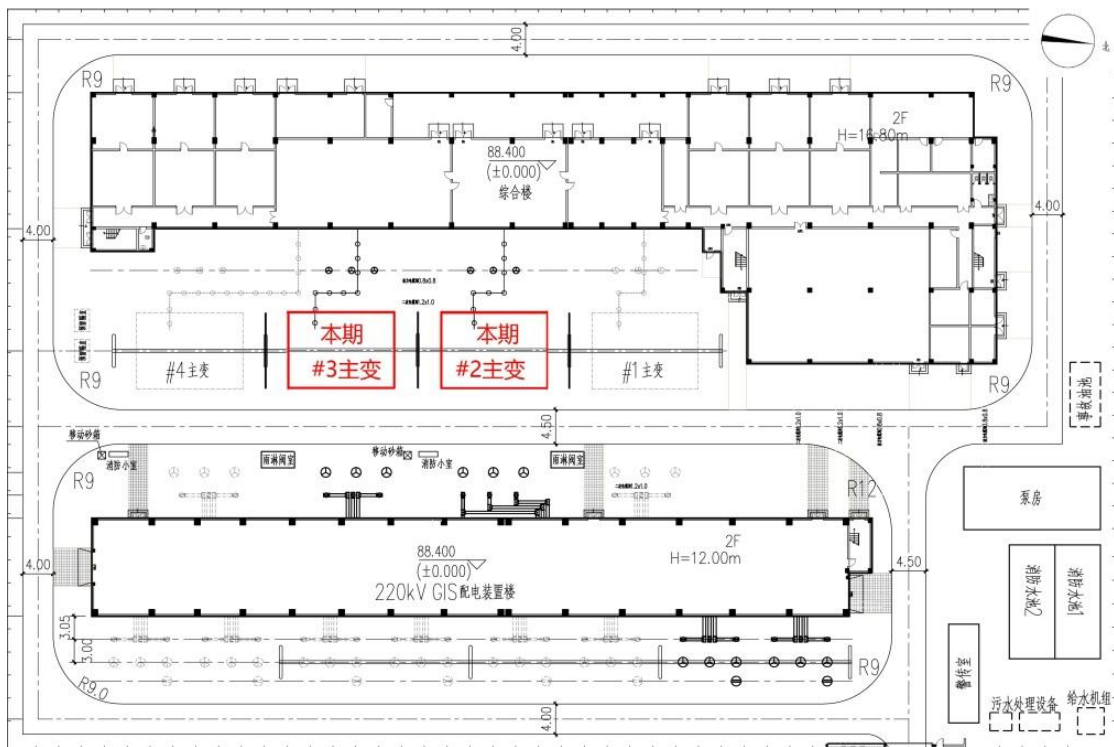 4.00
北
R9
R9
2F
H=16.80m
88.400
(±0.000)
综合楼
4.00
4.00
本期
#3主变
本期
#2主变
#4主变
#1主变
R9
R9
事故油池
4.50
移动砂箱
消防小室
雨淋阀室
移动砂箱
消防小室
雨淋阀室
R9
R12
泵房
88.400
(±0.000)
2F
H=12.00m
220kV GIS配电装置楼
4.00
4.50
消防水池2
消防水池1
3.05
3.00
R9.0
R9
警传室
污水处理设备
给水机组
4.00